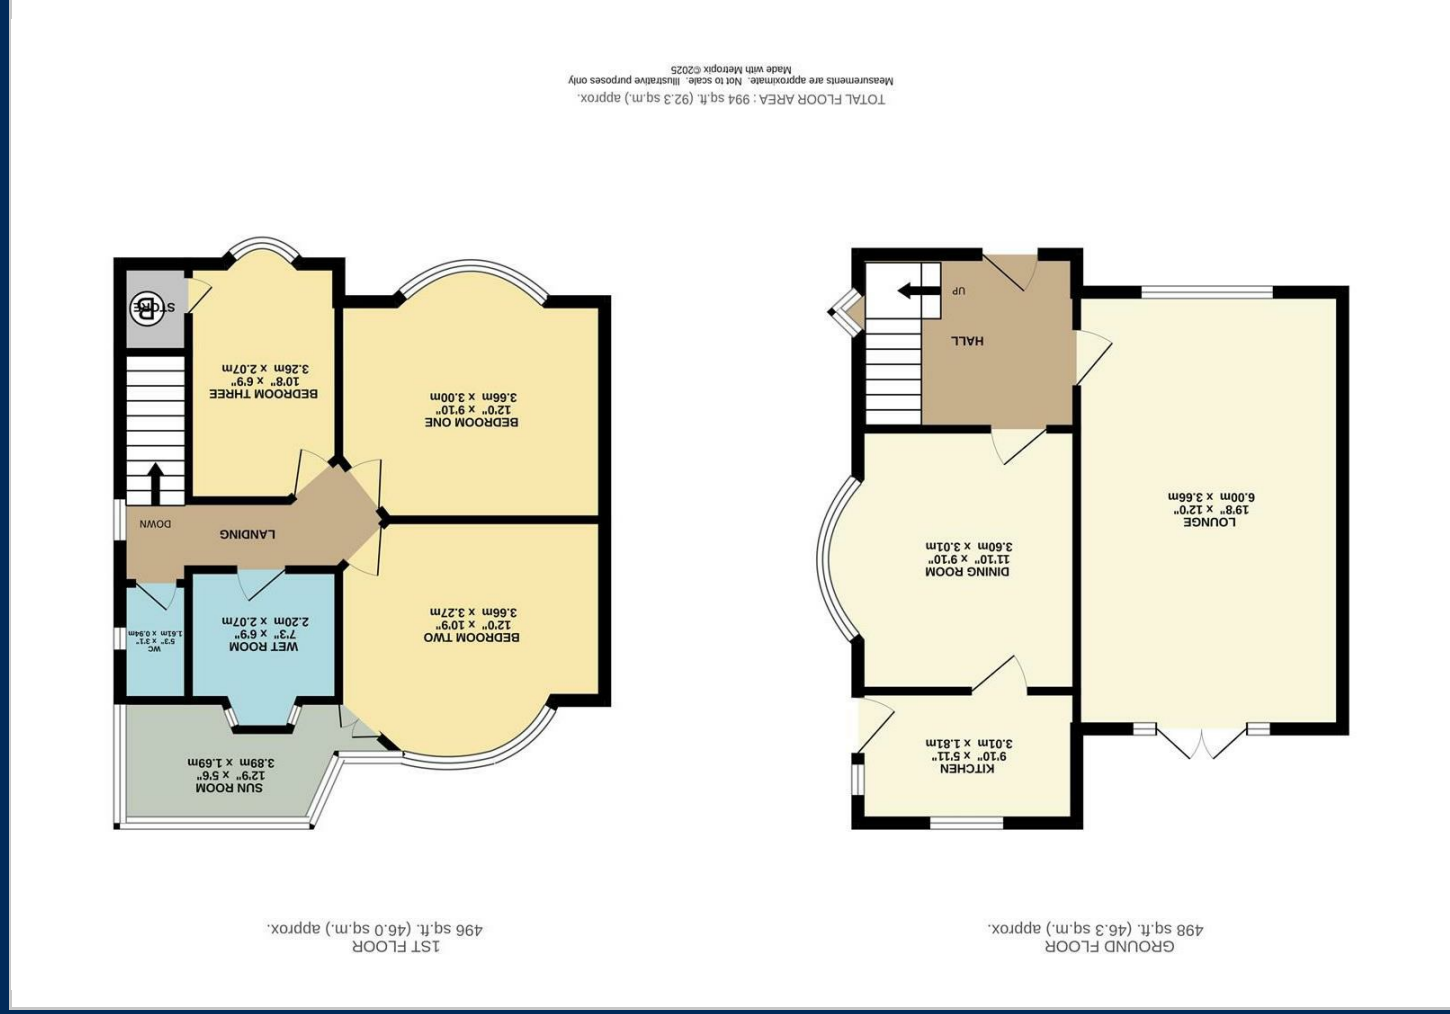 GROUND FLOOR
498 sq.ft. (46.3 sq.m.) approx.
1ST FLOOR
496 sq.ft. (46.0 sq.m.) approx.
KITCHEN
9'10" x 5'11"
3.01m x 1.81m
DINING ROOM
11'10" x 9'10"
3.60m x 3.01m
LOUNGE
19'8" x 12'0"
6.00m x 3.66m
HALL
UP
SUN ROOM
12'9" x 5'6"
3.89m x 1.69m
WET ROOM
7'3" x 6'9"
2.20m x 2.07m
WC
5'3" x 3'1"
1.61m x 0.94m
BEDROOM TWO
12'0" x 10'9"
3.66m x 3.27m
LANDING
DOWN
BEDROOM ONE
12'0" x 9'10"
3.66m x 3.00m
BEDROOM THREE
10'8" x 6'9"
3.26m x 2.07m
STORE
B
TOTAL FLOOR AREA : 994 sq.ft. (92.3 sq.m.) approx.
Measurements are approximate. Not to scale. Illustrative purposes only
Made with Metropix ©2025